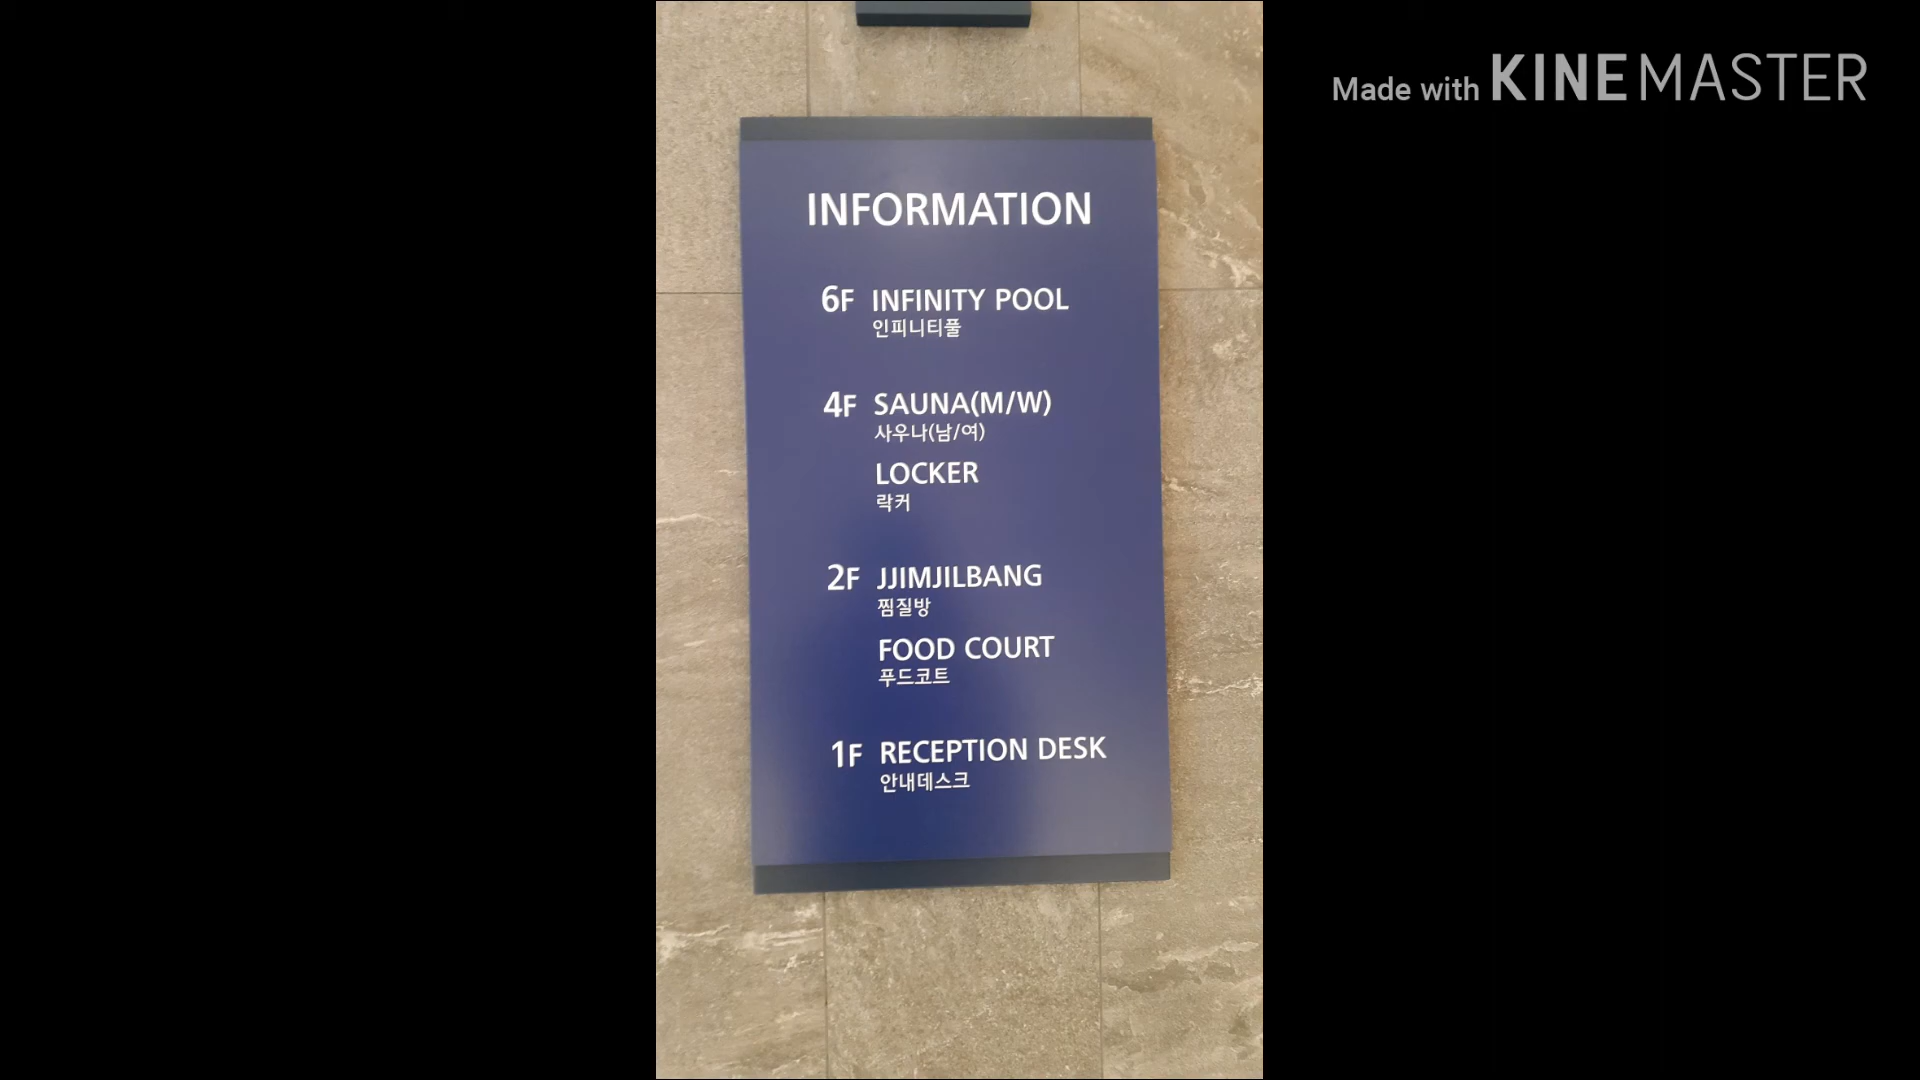 Made with KINEMASTER
INFORMATION
6F INFINITY POOL
인피니티풀
4F SAUNA(M/W)
사우나(남/여)
LOCKER
락커
2F JJIMJILBANG
찜질방
FOOD COURT
푸드코트
1F RECEPTION DESK
안내데스크